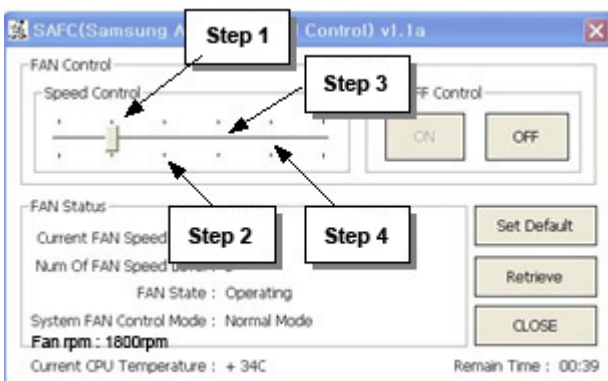 SAFC(Samsung A Control) v1.1a
Step 1
FAN Control
Speed Control
Step 3
FF Control
ON
OFF
FAN Status
Current FAN Speed
Step 2
Step 4
Set Default
Num Of FAN Speed
FAN State : Operating
Retrieve
System FAN Control Mode : Normal Mode
CLOSE
Fan rpm : 1800rpm
Current CPU Temperature : + 34C
Remain Time : 00:39